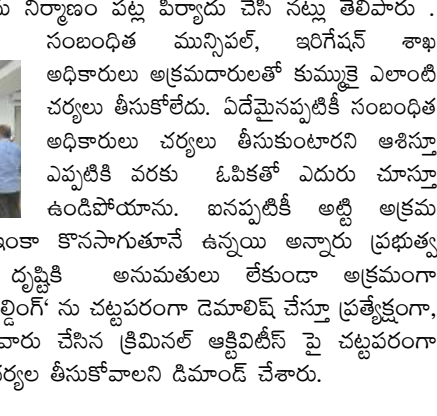 నిర్మాణం పట్ల పిర్యాదు చేసి నట్లు తెలిపారు .
సంబంధిత మున్సిపల్, ఇరిగేషన్ శాఖ
అధికారులు అక్రమదారులతో కుమ్ముకై ఎలాంటి
చర్యలు తీసుకోలేదు. ఏదేమైనప్పటికీ సంబంధిత
అధికారులు చర్యలు తీసుకుంటారని ఆశిస్తూ
ఎప్పటికి వరకు ఓపికతో ఎదురు చూస్తూ
ఉండిపోయాను. ఐనప్పటికీ అట్టి అక్రమ
ఇంకా కొనసాగుతూనే ఉన్నయి అన్నారు ప్రభుత్వ
దృష్టికి అనుమతులు లేకుండా అక్రమంగా
ల్డింగ్‘ ను చట్టపరంగా డెమాలిష్ చేస్తూ ప్రత్యేక్షంగా,
వారు చేసిన క్రిమినల్ ఆక్టివిటీస్ పై చట్టపరంగా
ర్యల తీసుకోవాలని డిమాండ్ చేశారు.